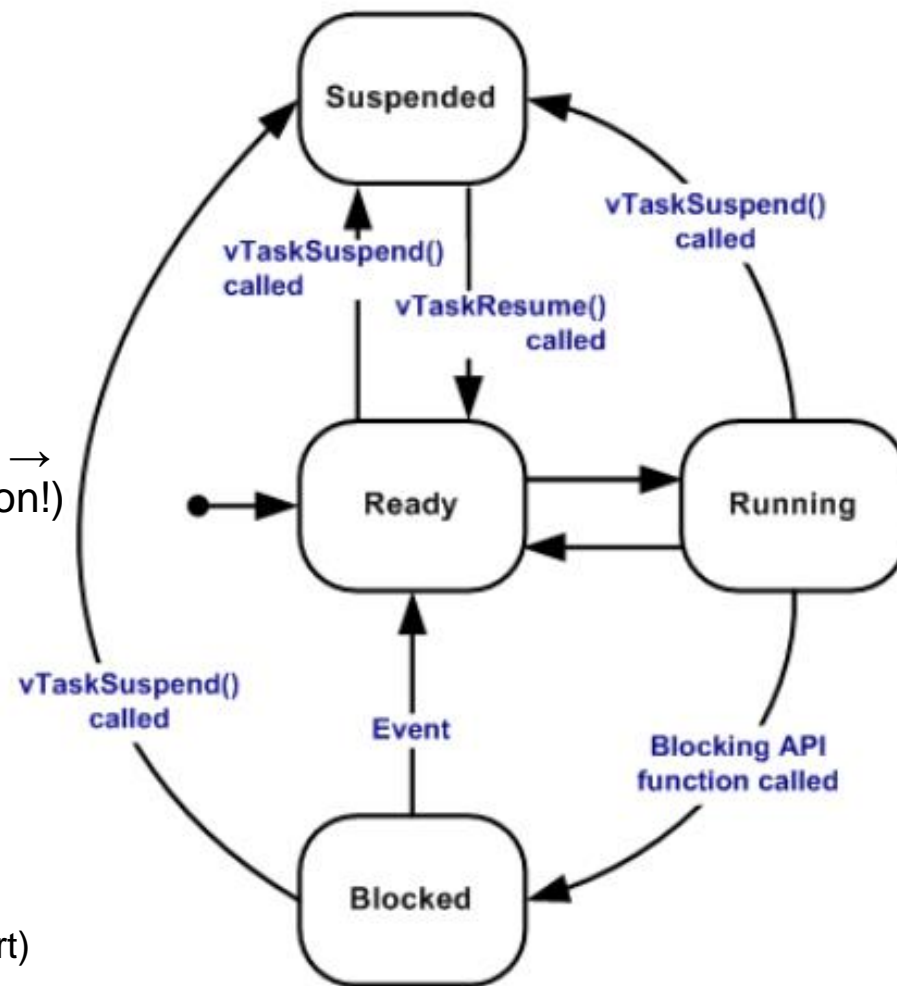 Suspended
vTaskSuspend()
called
vTaskSuspend()
called
vTaskResume()
called
→
on!)
Ready
Running
vTaskSuspend()
called
Event
Blocking API
function called
Blocked
rt)